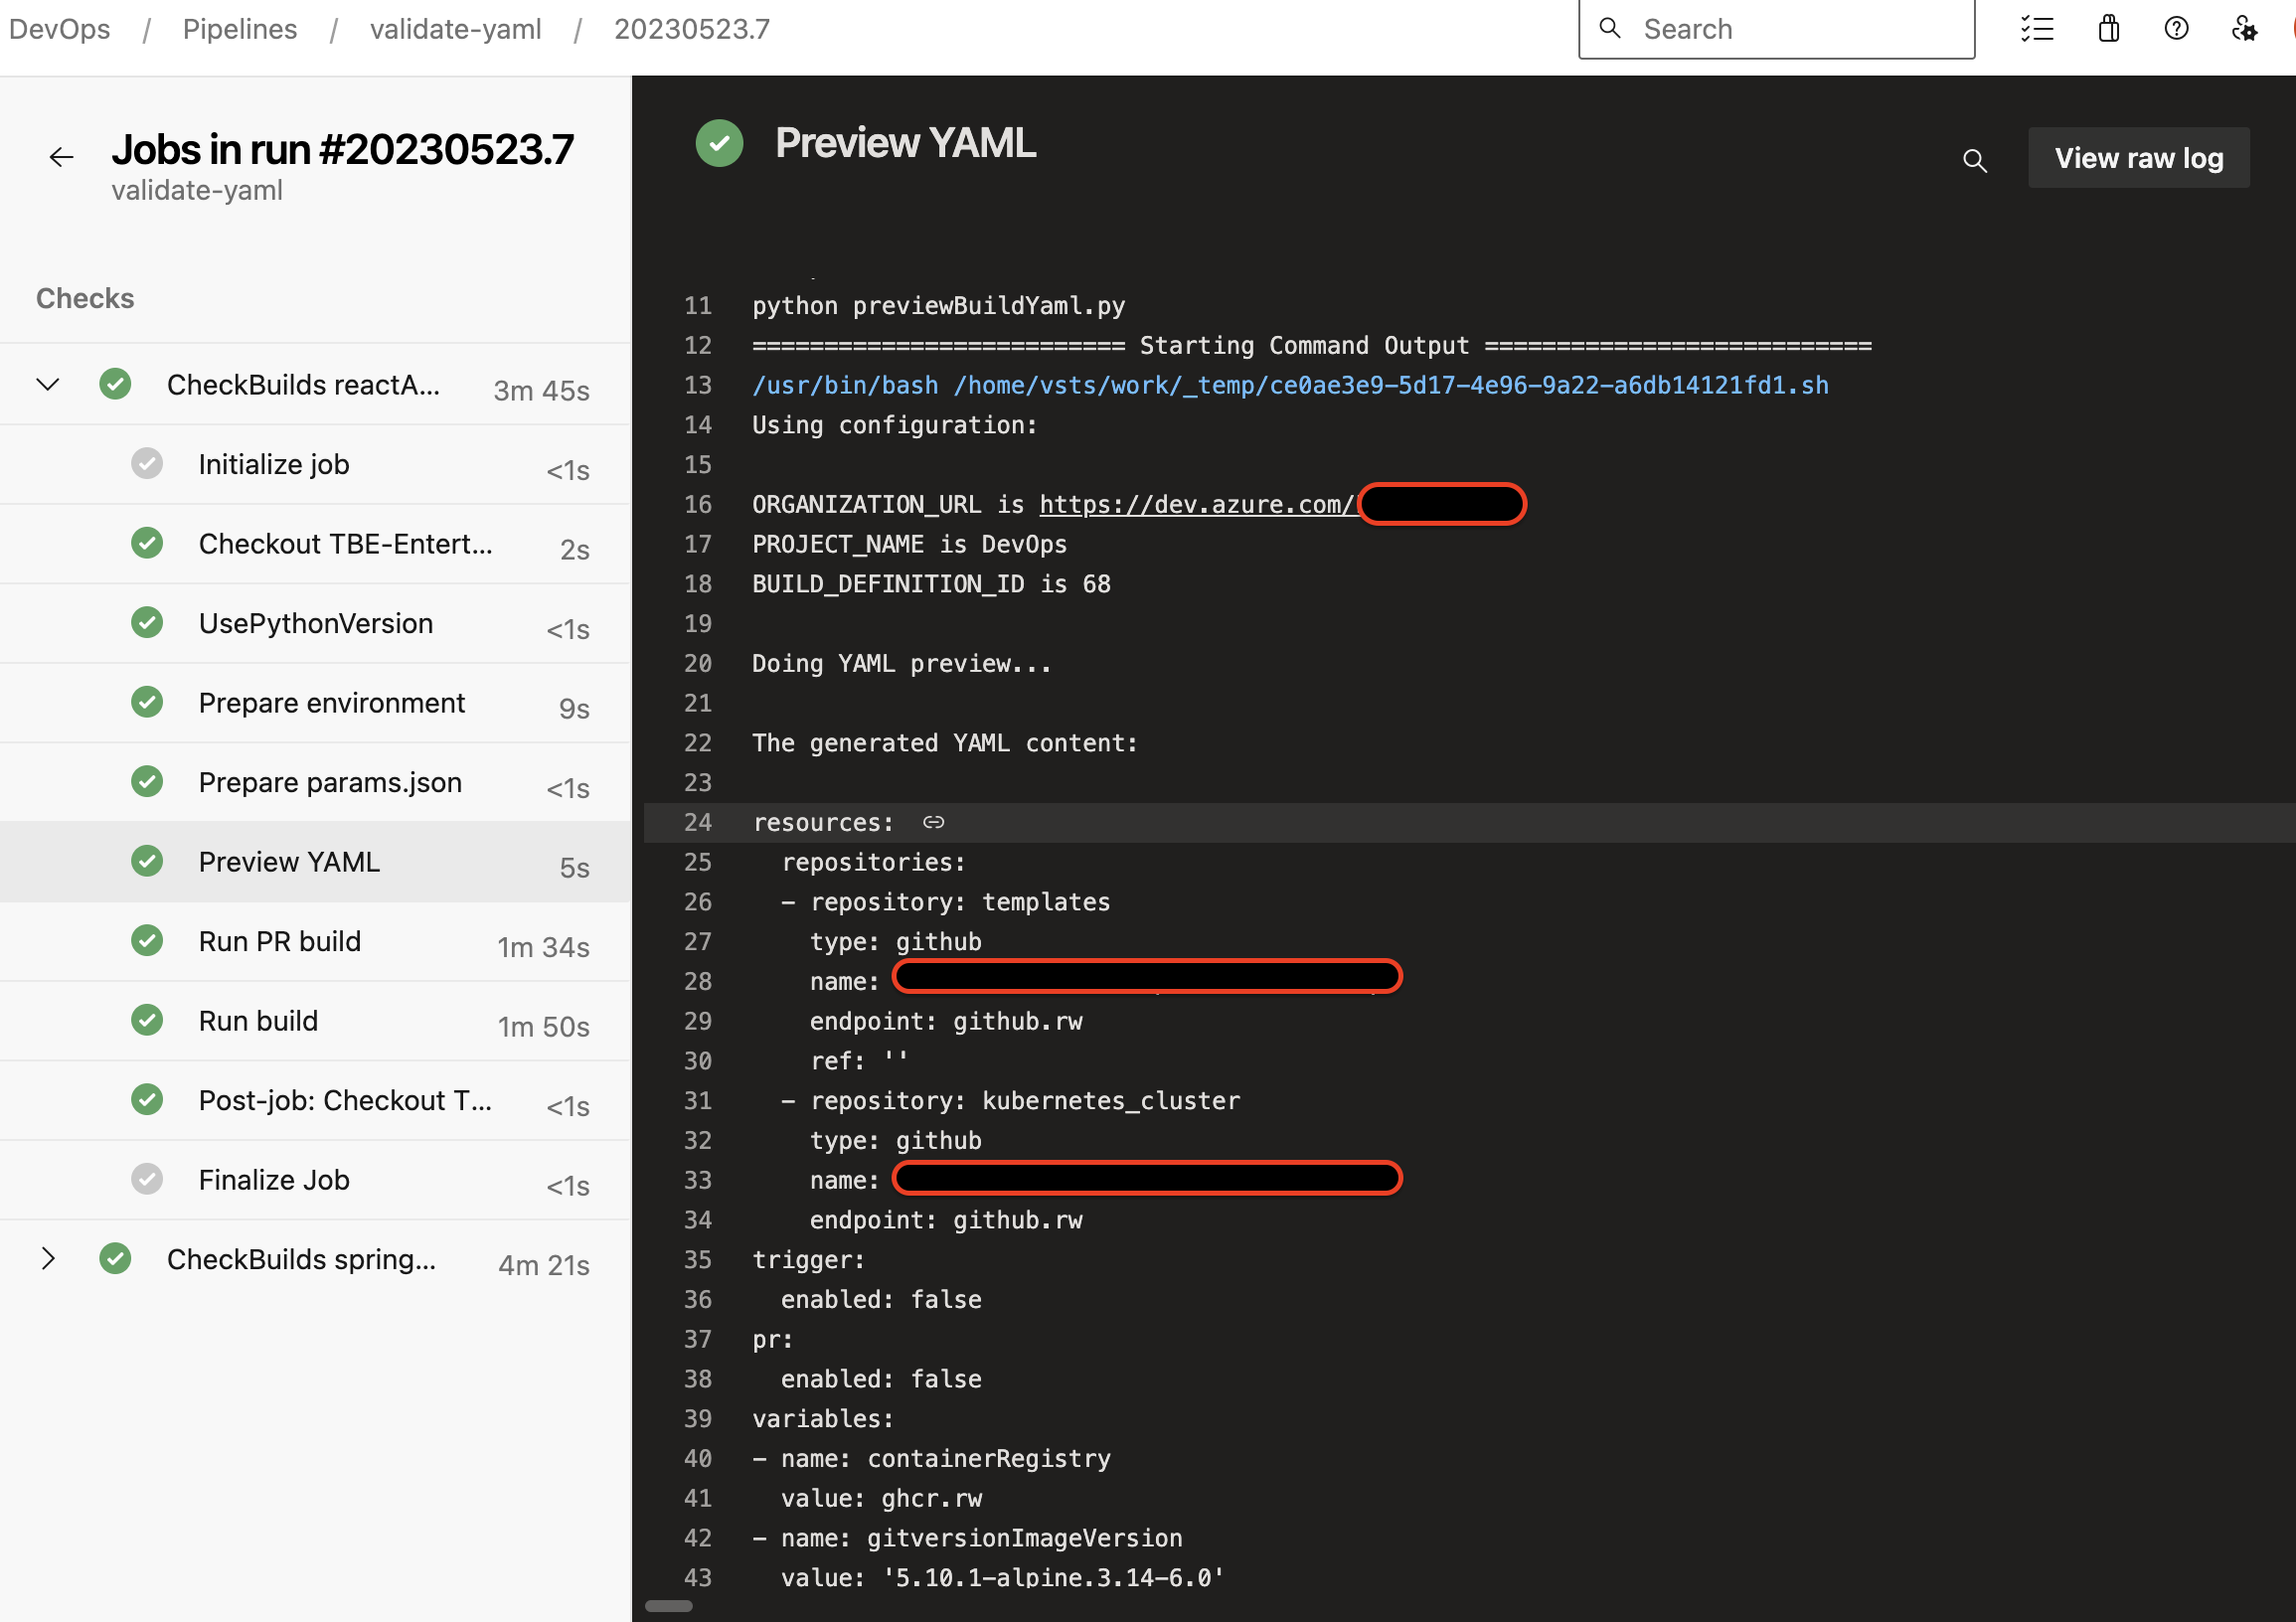 DevOps / Pipelines / validate-yaml / 20230523.7
Search
Jobs in run #20230523.7
validate-yaml
Checks
CheckBuilds reactA... 3m 45s
Initialize job <1s
Checkout TBE-Entert... 2s
UsePythonVersion <1s
Prepare environment 9s
Prepare params.json <1s
Preview YAML 5s
Run PR build 1m 34s
Run build 1m 50s
Post-job: Checkout T... <1s
Finalize Job <1s
CheckBuilds spring... 4m 21s
Preview YAML
View raw log
11 python previewBuildYaml.py
12 ========================== Starting Command Output ===========================
13 /usr/bin/bash /home/vsts/work/_temp/ce0ae3e9-5d17-4e96-9a22-a6db14121fd1.sh
14 Using configuration:
15
16 ORGANIZATION_URL is https://dev.azure.com/
17 PROJECT_NAME is DevOps
18 BUILD_DEFINITION_ID is 68
19
20 Doing YAML preview...
21
22 The generated YAML content:
23
24 resources:
25   repositories:
26   - repository: templates
27     type: github
28     name:
29     endpoint: github.rw
30     ref: ''
31   - repository: kubernetes_cluster
32     type: github
33     name:
34     endpoint: github.rw
35 trigger:
36   enabled: false
37 pr:
38   enabled: false
39 variables:
40 - name: containerRegistry
41   value: ghcr.rw
42 - name: gitversionImageVersion
43   value: '5.10.1-alpine.3.14-6.0'